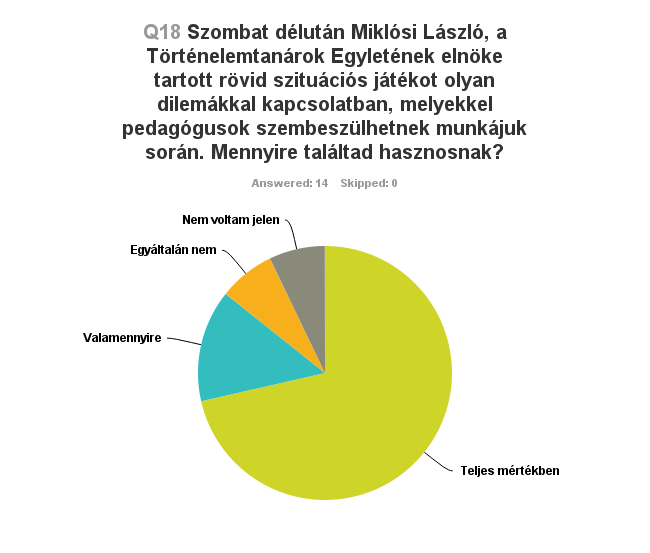 Q18 Szombat délután Miklósi László, a
Történelemtanárok Egyletének elnöke
tartott rövid szituációs játékot olyan
dilemákkal kapcsolatban, melyekkel
pedagógusok szembeszülhetnek munkájuk
során. Mennyire találtad hasznosnak?
Answered: 14 Skipped: 0
Nem voltam jelen
Egyáltalán nem
Valamennyire
Teljes mértékben